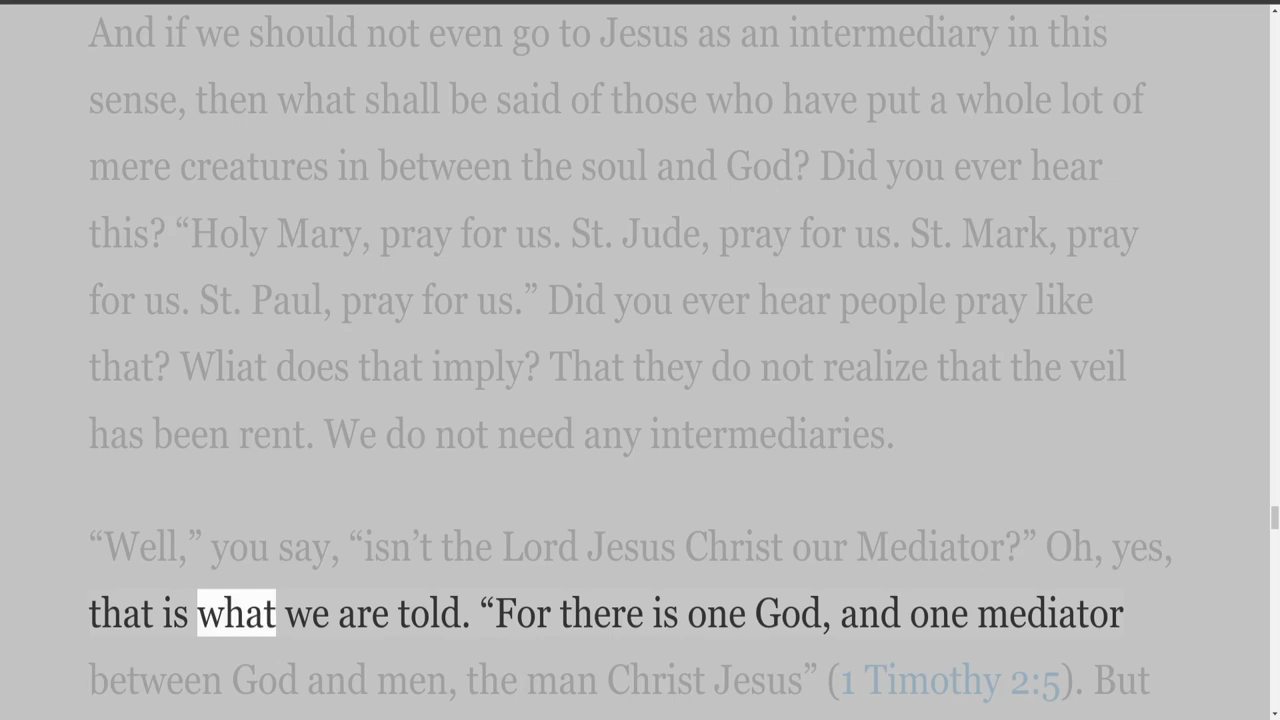 And if we should not even go to Jesus as an intermediary in this
sense, then what shall be said of those who have put a whole lot of
mere creatures in between the soul and God? Did you ever hear
this? “Holy Mary, pray for us. St. Jude, pray for us. St. Mark, pray
for us. St. Paul, pray for us.” Did you ever hear people pray like
that? Wliat does that imply? That they do not realize that the veil
has been rent. We do not need any intermediaries.
“Well,” you say, “isn’t the Lord Jesus Christ our Mediator?” Oh, yes,
that is what we are told. “For there is one God, and one mediator
between God and men, the man Christ Jesus” (1 Timothy 2:5). But